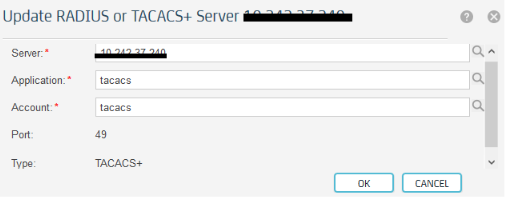 Update RADIUS or TACACS+ Server
Server:*
Application:* tacacs
Account:* tacacs
Port: 49
Type: TACACS+
OK CANCEL